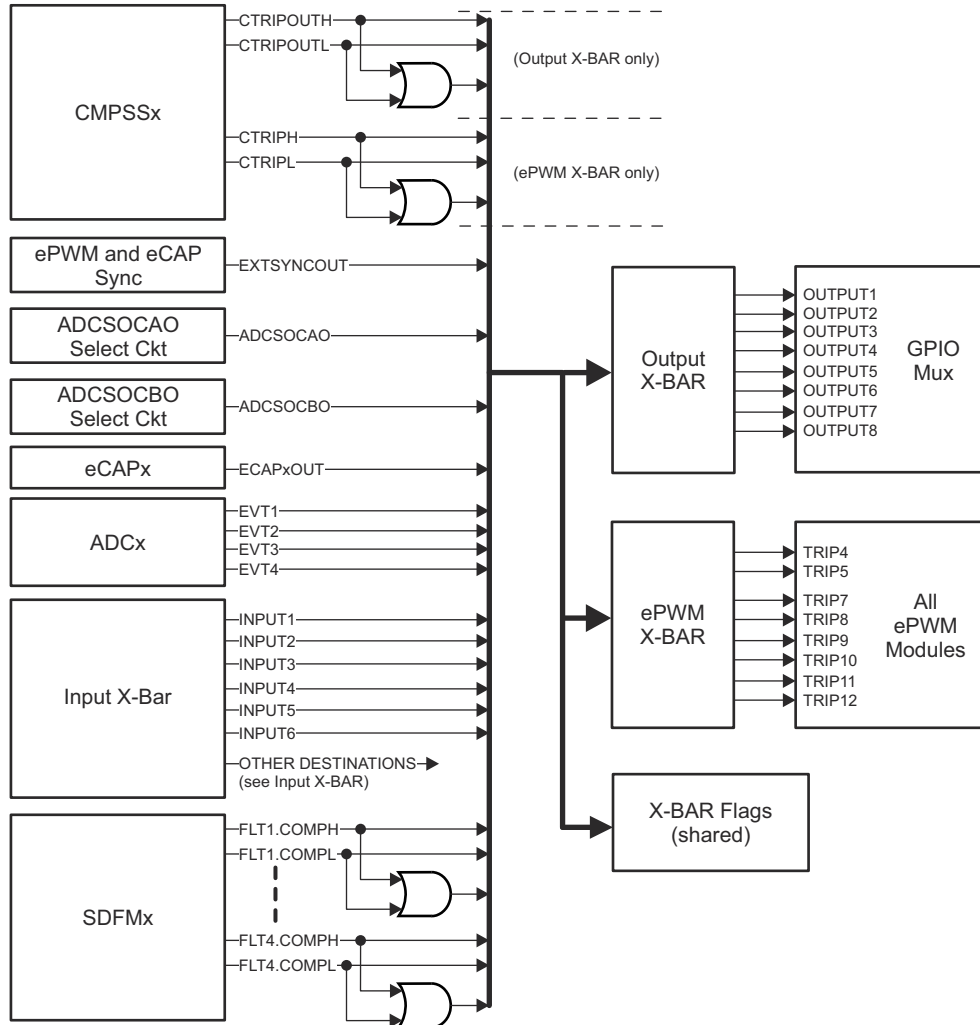 CTRIPOUTH
CTRIPOUTL
(Output X-BAR only)
CMPSSx
CTRIPH
CTRIPL
(ePWM X-BAR only)
ePWM and eCAP
Sync
EXTSYNCOUT
ADCSOCAO
Select Ckt
ADCSOCAO
ADCSOCBO
Select Ckt
ADCSOCBO
eCAPx
ECAPxOUT
ADCx
EVT1
EVT2
EVT3
EVT4
Input X-Bar
INPUT1
INPUT2
INPUT3
INPUT4
INPUT5
INPUT6
OTHER DESTINATIONS
(see Input X-BAR)
SDFMx
FLT1.COMPH
FLT1.COMPL
FLT4.COMPH
FLT4.COMPL
Output
X-BAR
OUTPUT1
OUTPUT2
OUTPUT3
OUTPUT4
OUTPUT5
OUTPUT6
OUTPUT7
OUTPUT8
GPIO
Mux
ePWM
X-BAR
TRIP4
TRIP5
TRIP7
TRIP8
TRIP9
TRIP10
TRIP11
TRIP12
All
ePWM
Modules
X-BAR Flags
(shared)